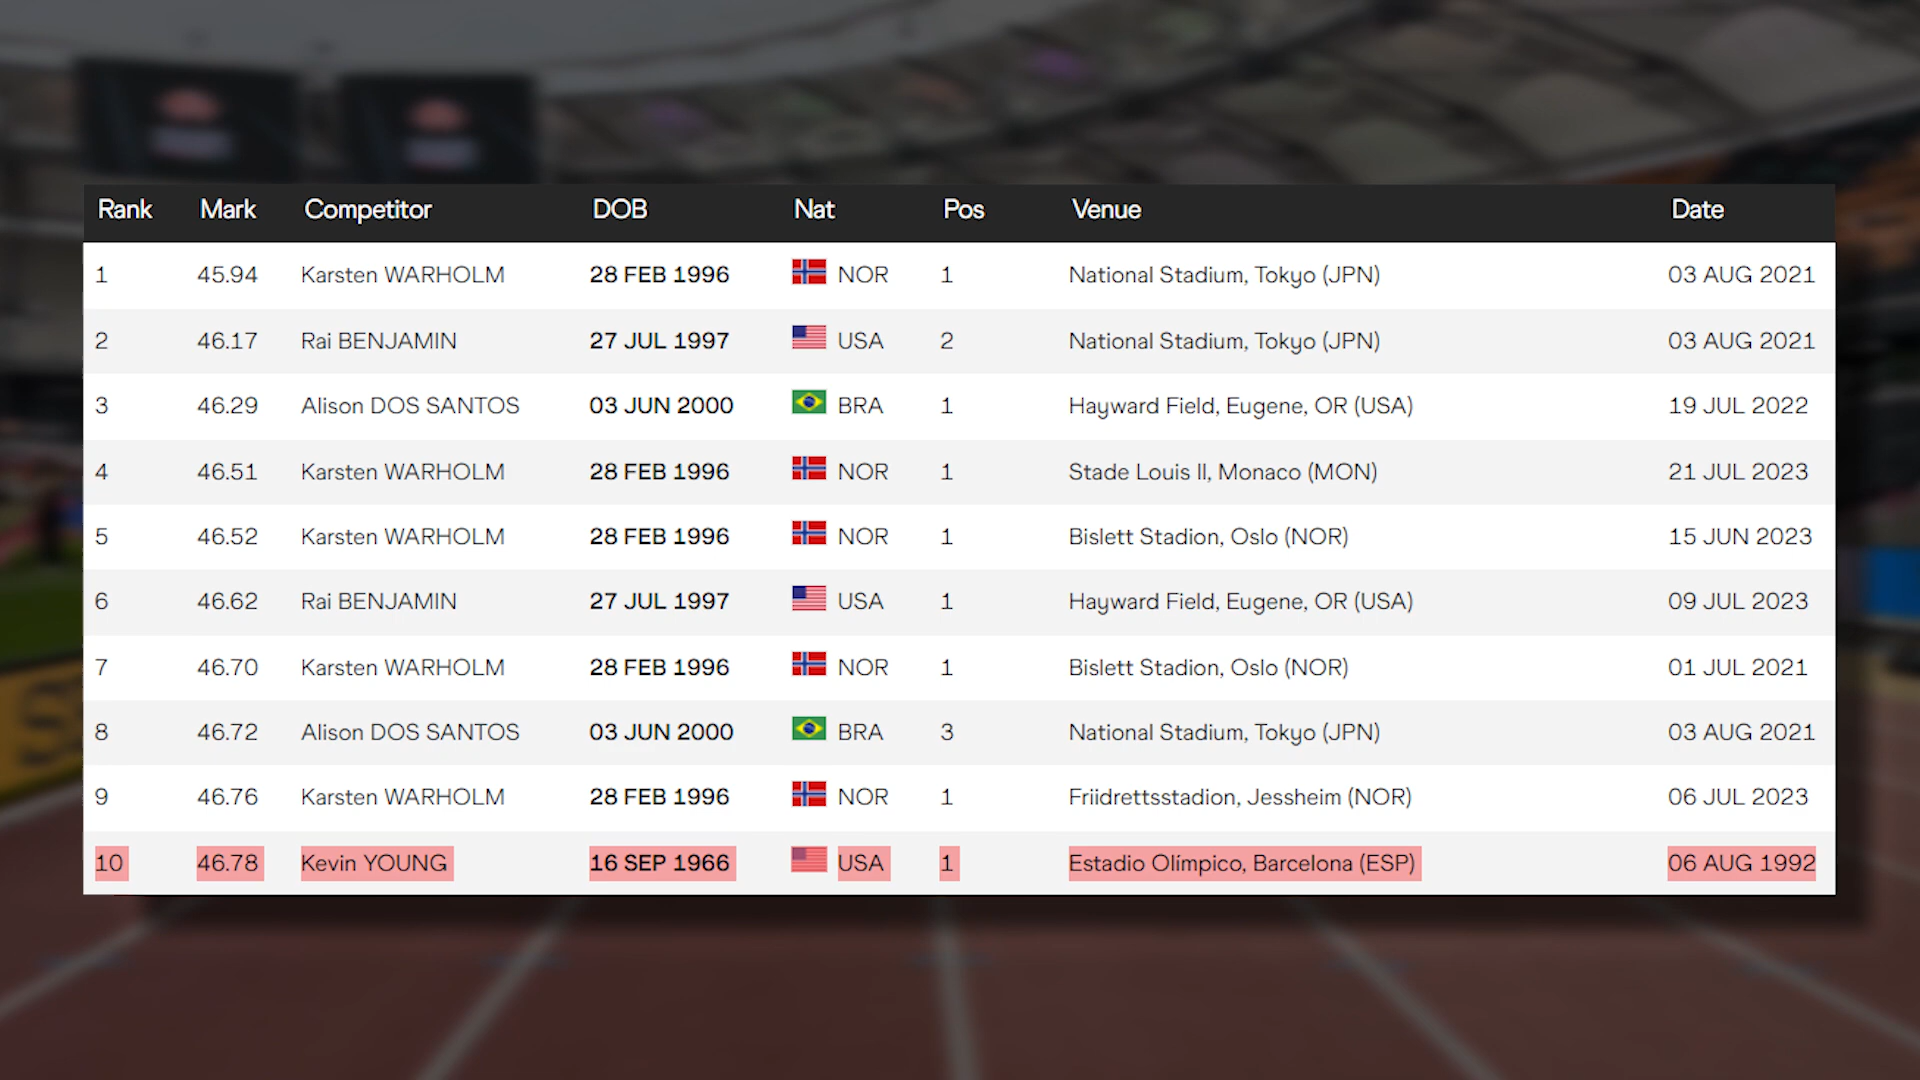 Rank Mark Competitor DOB Nat Pos Venue Date
1 45.94 Karsten WARHOLM 28 FEB 1996 NOR 1 National Stadium, Tokyo (JPN) 03 AUG 2021
2 46.17 Rai BENJAMIN 27 JUL 1997 USA 2 National Stadium, Tokyo (JPN) 03 AUG 2021
3 46.29 Alison DOS SANTOS 03 JUN 2000 BRA 1 Hayward Field, Eugene, OR (USA) 19 JUL 2022
4 46.51 Karsten WARHOLM 28 FEB 1996 NOR 1 Stade Louis II, Monaco (MON) 21 JUL 2023
5 46.52 Karsten WARHOLM 28 FEB 1996 NOR 1 Bislett Stadion, Oslo (NOR) 15 JUN 2023
6 46.62 Rai BENJAMIN 27 JUL 1997 USA 1 Hayward Field, Eugene, OR (USA) 09 JUL 2023
7 46.70 Karsten WARHOLM 28 FEB 1996 NOR 1 Bislett Stadion, Oslo (NOR) 01 JUL 2021
8 46.72 Alison DOS SANTOS 03 JUN 2000 BRA 3 National Stadium, Tokyo (JPN) 03 AUG 2021
9 46.76 Karsten WARHOLM 28 FEB 1996 NOR 1 Friidrettsstadion, Jessheim (NOR) 06 JUL 2023
10 46.78 Kevin YOUNG 16 SEP 1966 USA 1 Estadio Olímpico, Barcelona (ESP) 06 AUG 1992